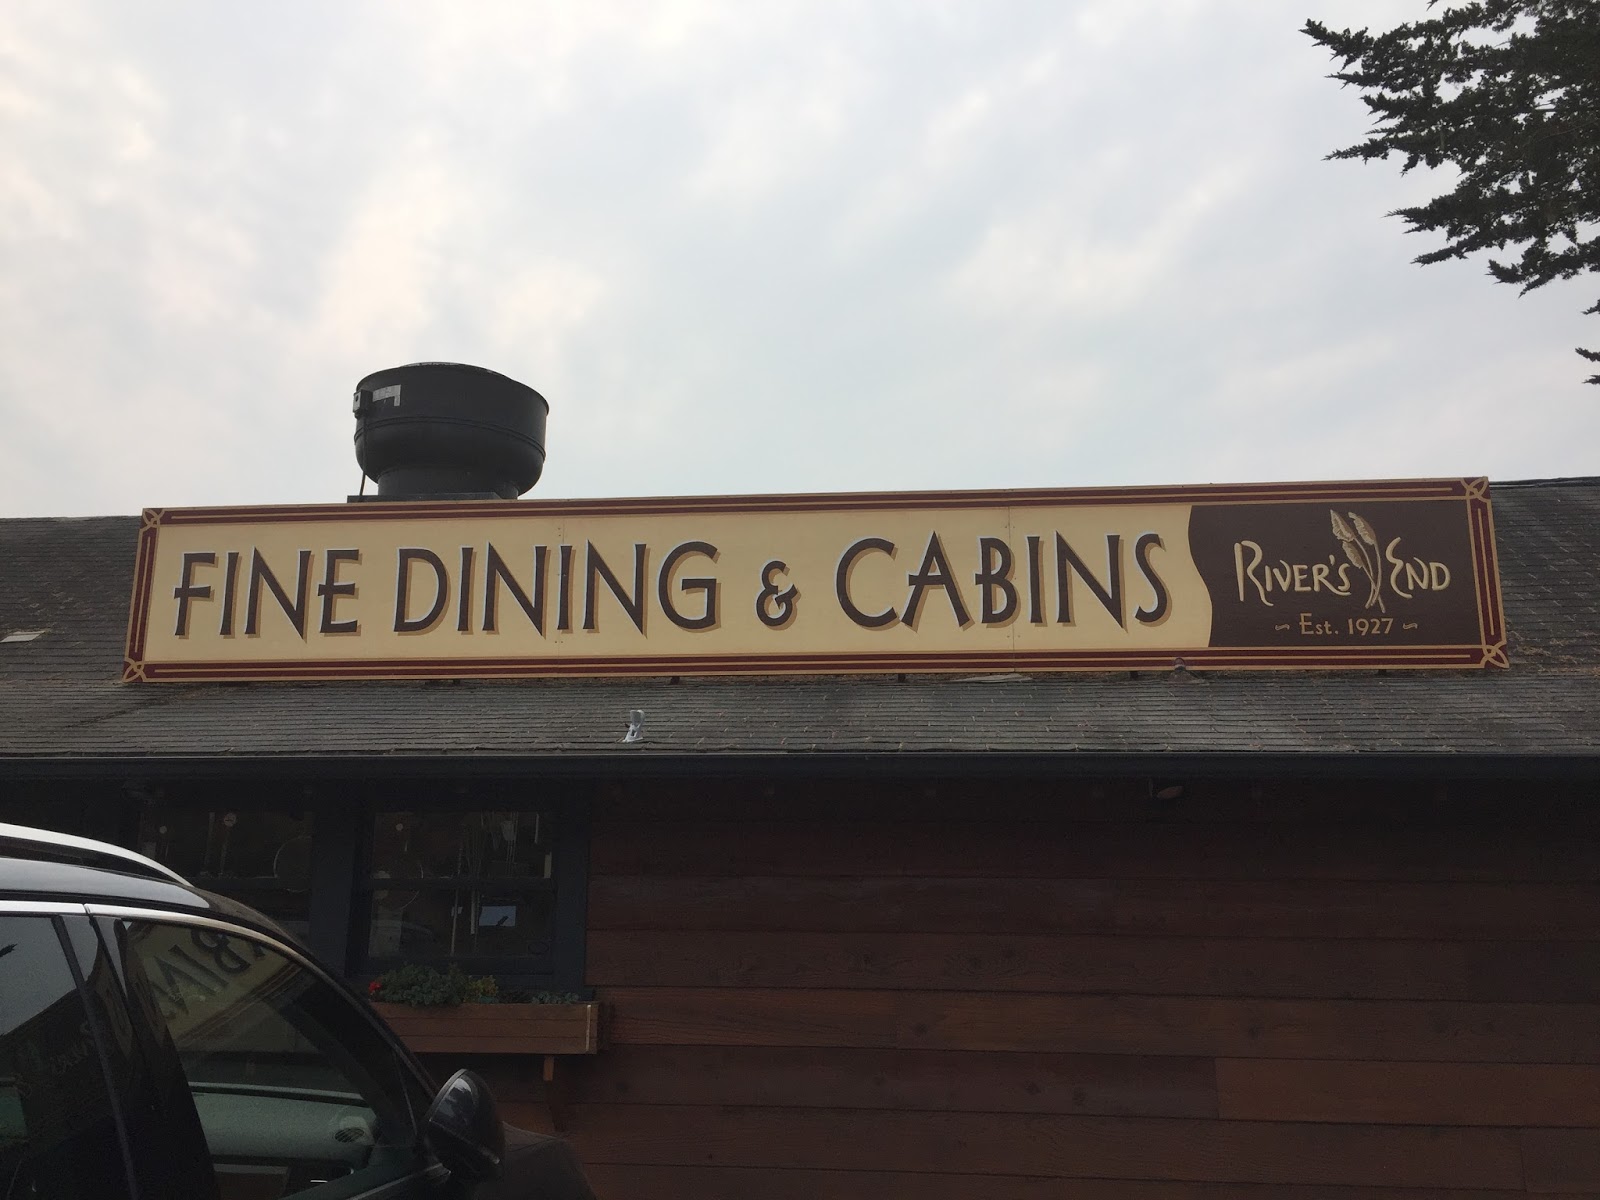 FINE DINING & CABINS
RIVER'S END
~ Est. 1927 ~